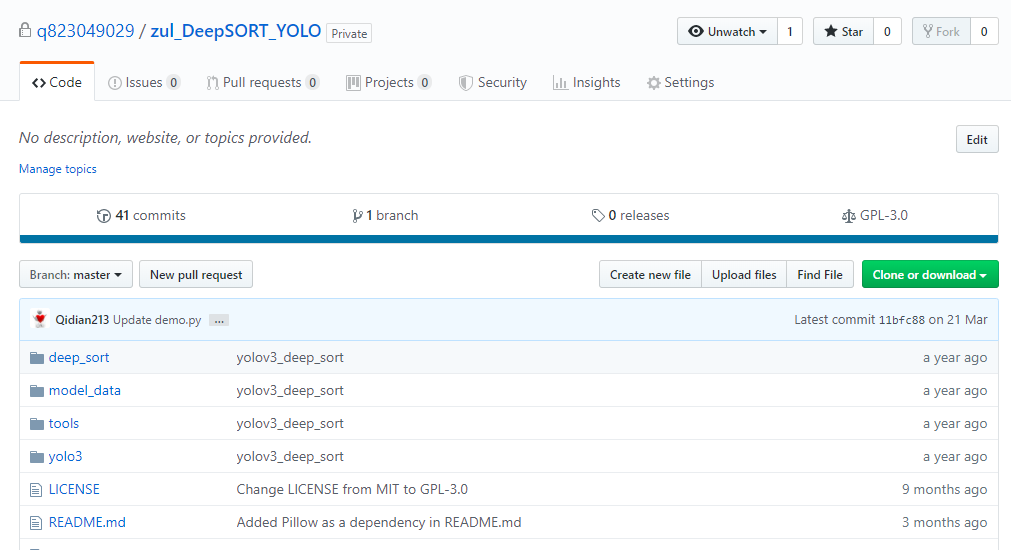 q823049029 / zul_DeepSORT_YOLO Private Unwatch 1 Star 0 Fork 0
Code Issues 0 Pull requests 0 Projects 0 Security Insights Settings
No description, website, or topics provided. Edit
Manage topics
41 commits 1 branch 0 releases GPL-3.0
Branch: master New pull request Create new file Upload files Find File Clone or download
Qidian213 Update demo.py ... Latest commit 11bfc88 on 21 Mar
deep_sort yolov3_deep_sort a year ago
model_data yolov3_deep_sort a year ago
tools yolov3_deep_sort a year ago
yolo3 yolov3_deep_sort a year ago
LICENSE Change LICENSE from MIT to GPL-3.0 9 months ago
README.md Added Pillow as a dependency in README.md 3 months ago